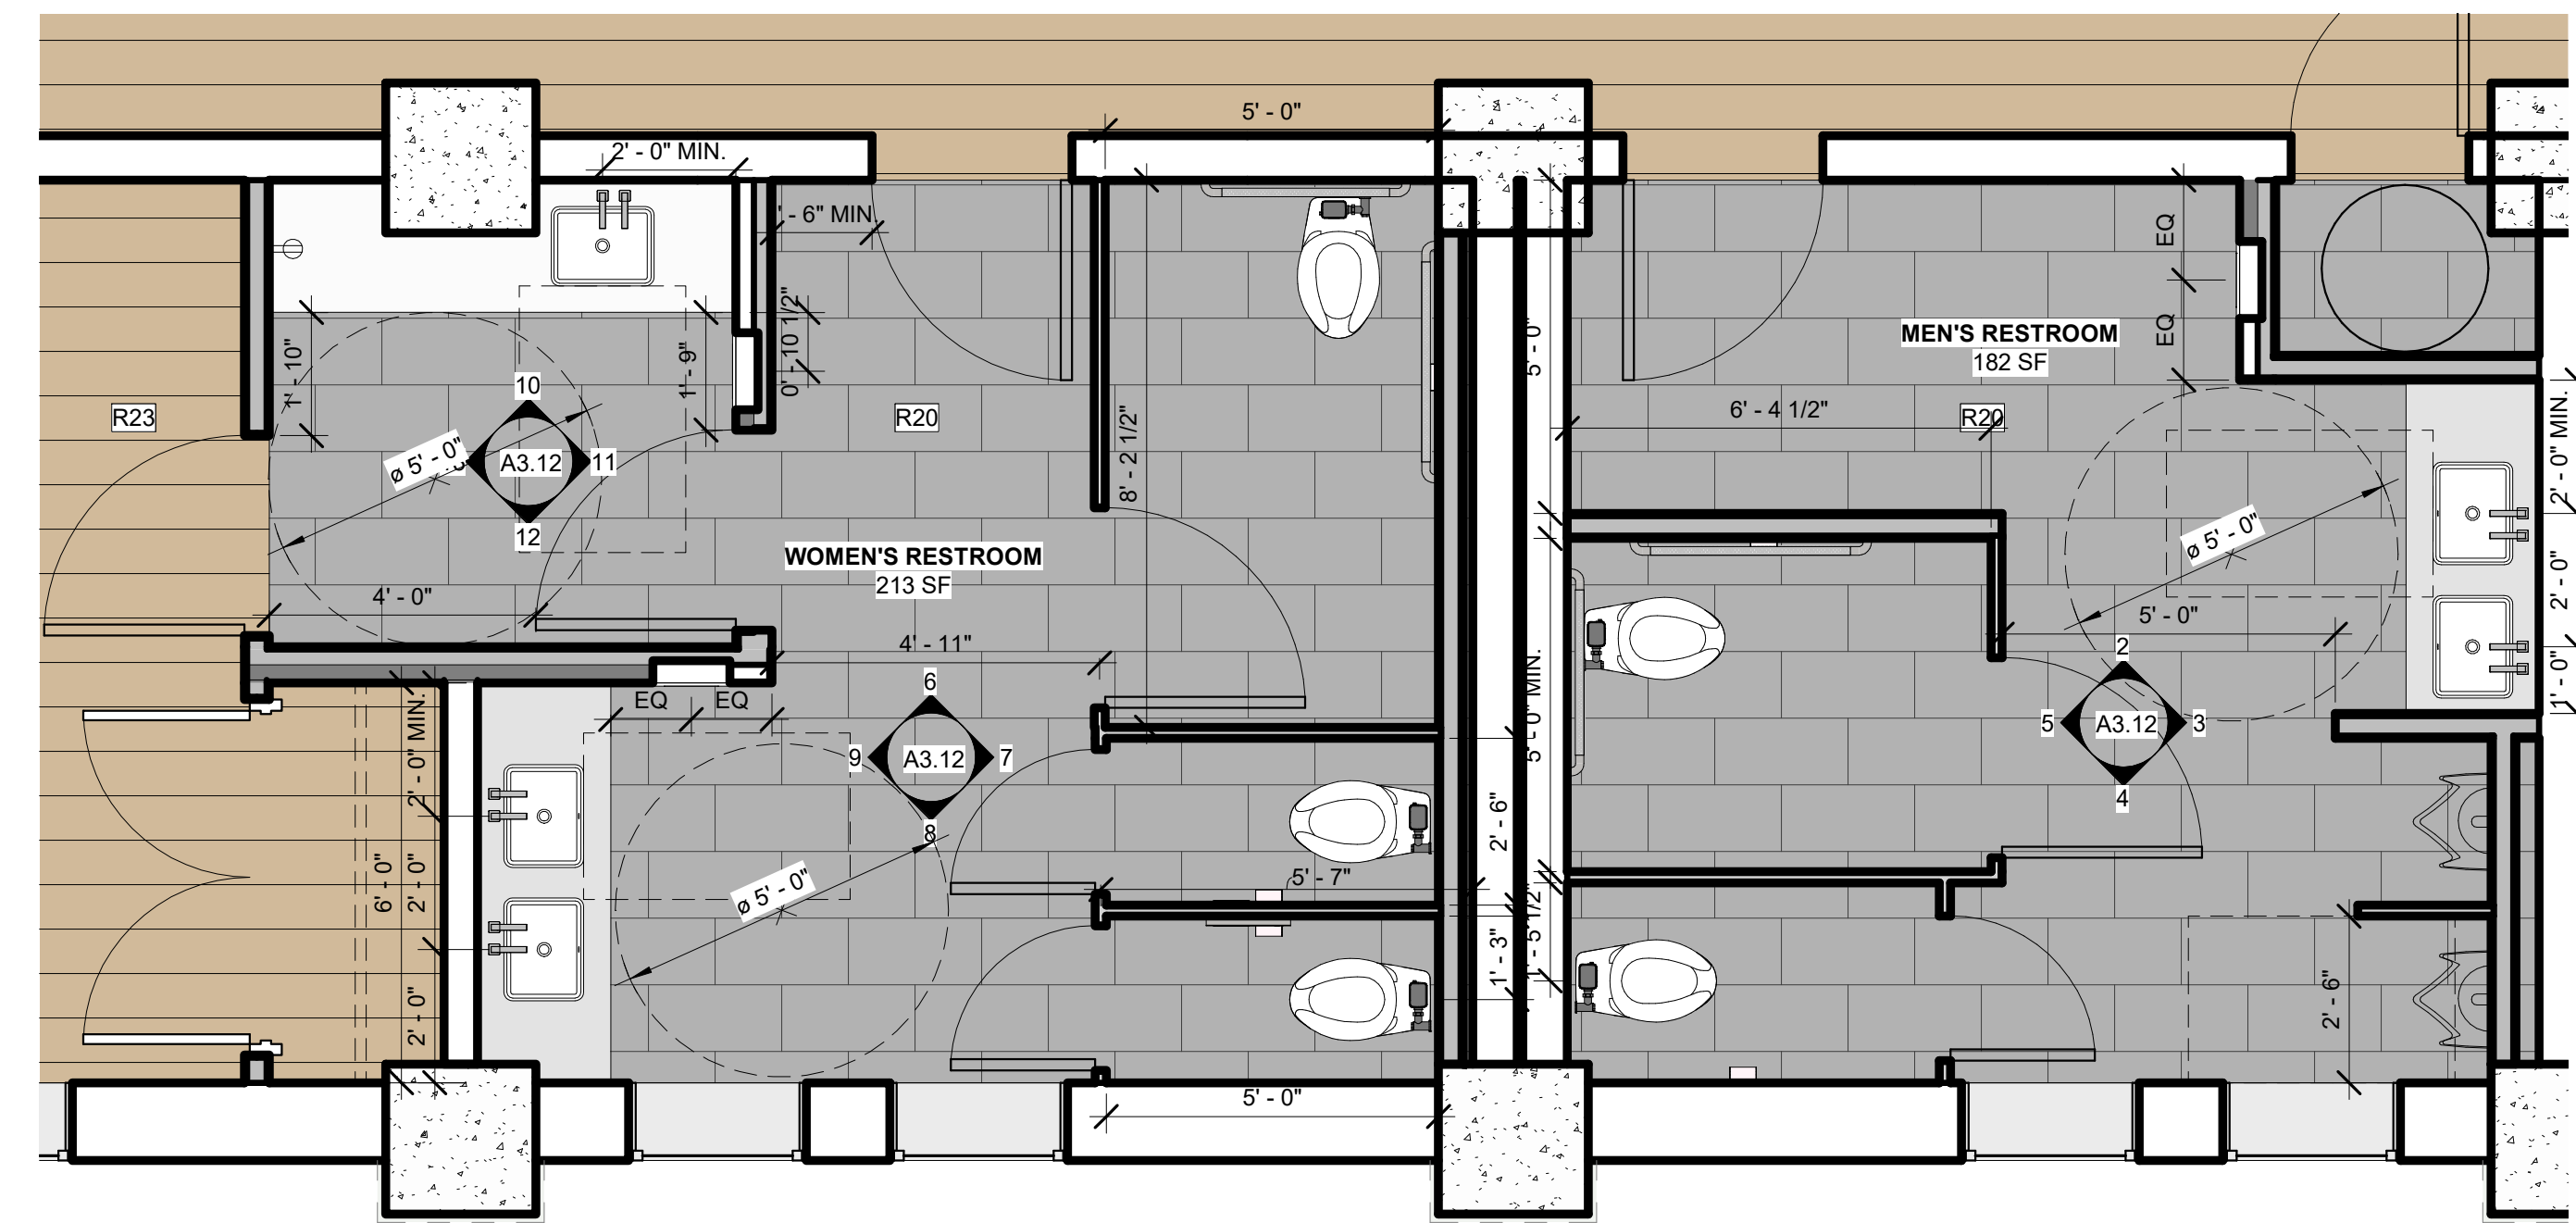 5' - 0"
2' - 0" MIN.
' - 6" MIN.
1' - 10"
1' - 9"
0' - 10 1/2"
R23
R20
ø 5' - 0"
10
A3.12
11
12
4' - 0"
8' - 2 1/2"
WOMEN'S RESTROOM
213 SF
4' - 11"
EQ
EQ
6
9
A3.12
7
8
ø 5' - 0"
2' - 0" MIN.
6' - 0"
2' - 0"
2' - 0"
5' - 7"
5' - 0"
5' - 0"
5' - 0" MIN.
2' - 6"
1' - 3"
1' - 5 1/2"
MEN'S RESTROOM
182 SF
EQ
EQ
6' - 4 1/2"
R20
ø 5' - 0"
5' - 0"
2
5
A3.12
3
4
2' - 0" MIN.
2' - 0"
1' - 0"
2' - 6"